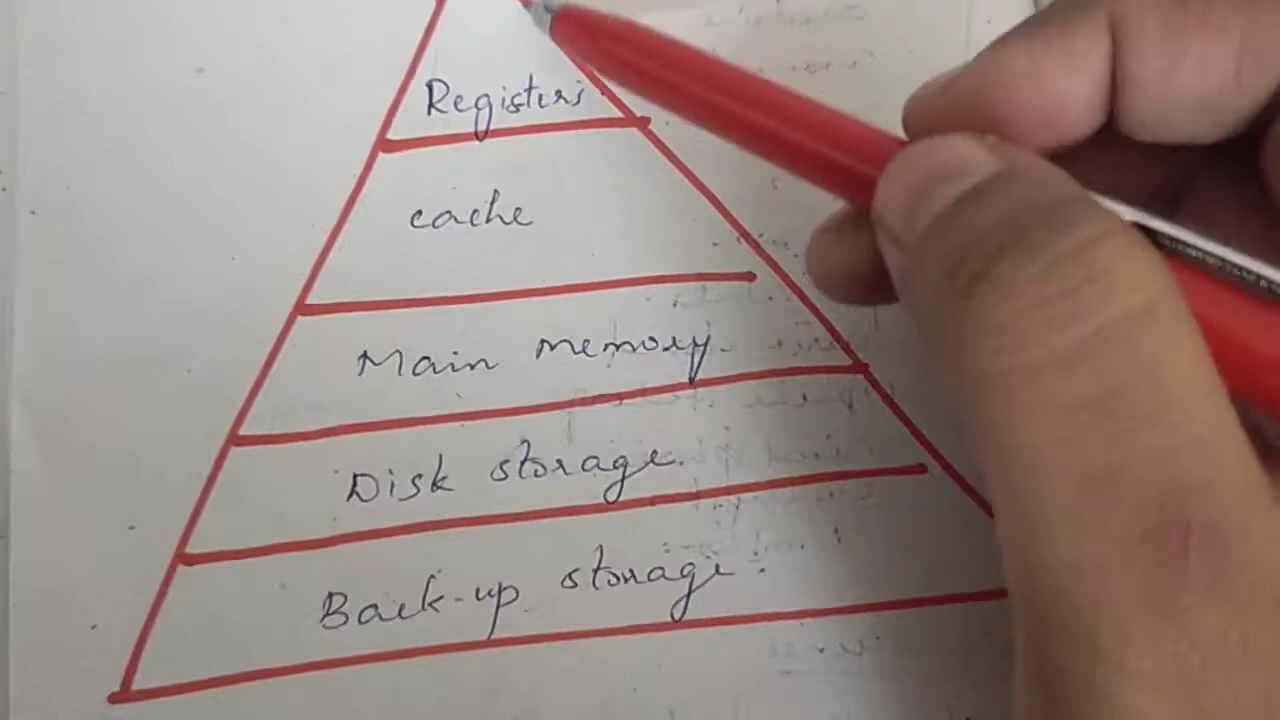 Registers
cache
Main memory.
Disk storage.
Back-up storage.